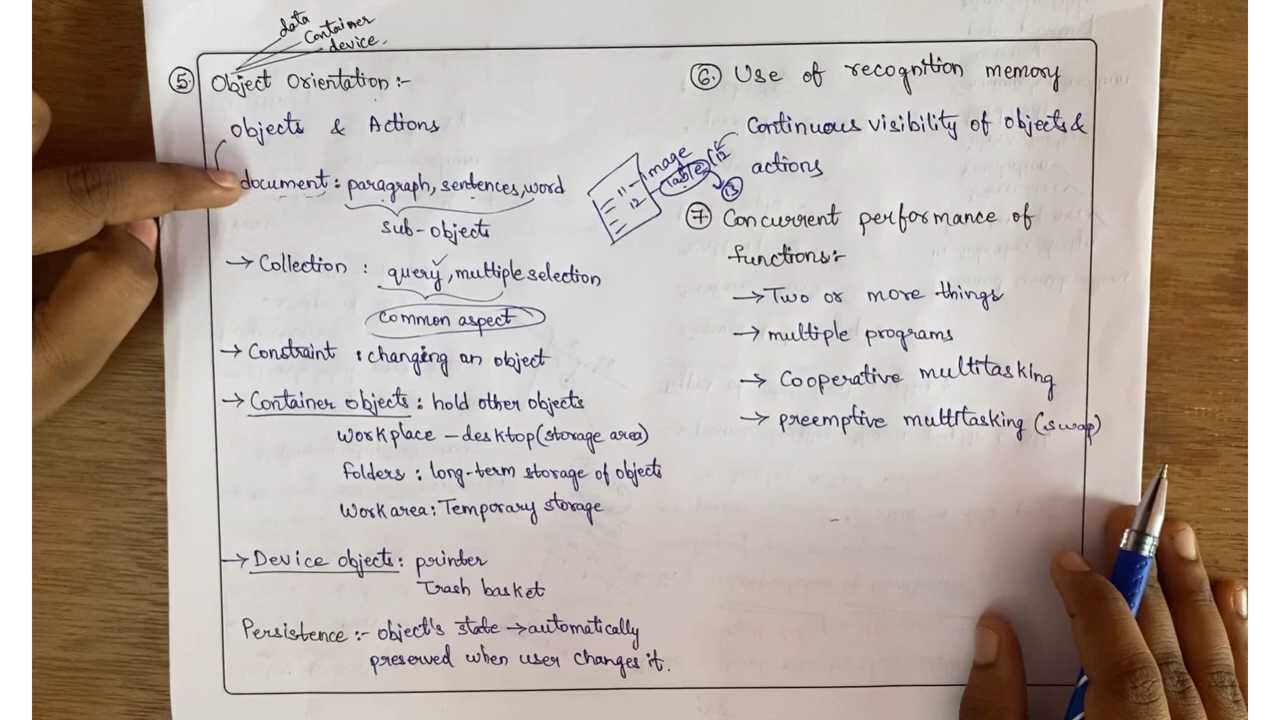 data
Container
device.
5. Object Orientation :-
objects & Actions
document : paragraph, sentences, word
sub-objects
→ Collection : query, multiple selection
common aspect
→ Constraint : changing an object
→ Container objects : hold other objects
Workplace - desktop (storage area)
folders : long-term storage of objects
Work area : Temporary storage
→ Device objects : printer
Trash basket
Persistence :- object's state → automatically
preserved when user changes it.
6. Use of recognition memory
Continuous visibility of objects &
actions
11 - image
12 Table
12
13
7. Concurrent performance of
functions :-
→ Two or more things
→ multiple programs
→ Cooperative multitasking
→ preemptive multitasking (swap)